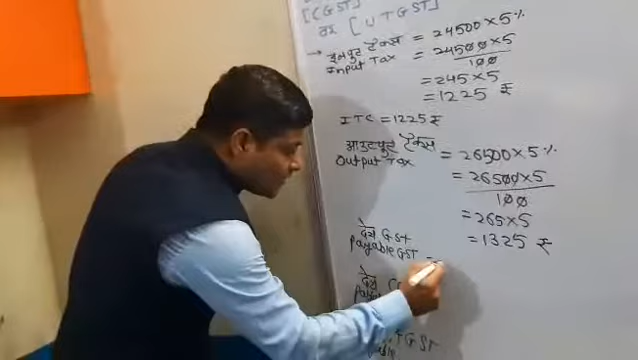 [CGST]
कर [UTGST]
→ इनपुट टैक्स = 24500×5%
Input Tax = 24500×5
100
= 245×5
= 1225 ₹
ITC = 1225 ₹
आउटपुट टैक्स = 26500×5%
Output Tax
= 26500×5
100
= 265×5
= 1325 ₹
देय GST
payable GST =
देय